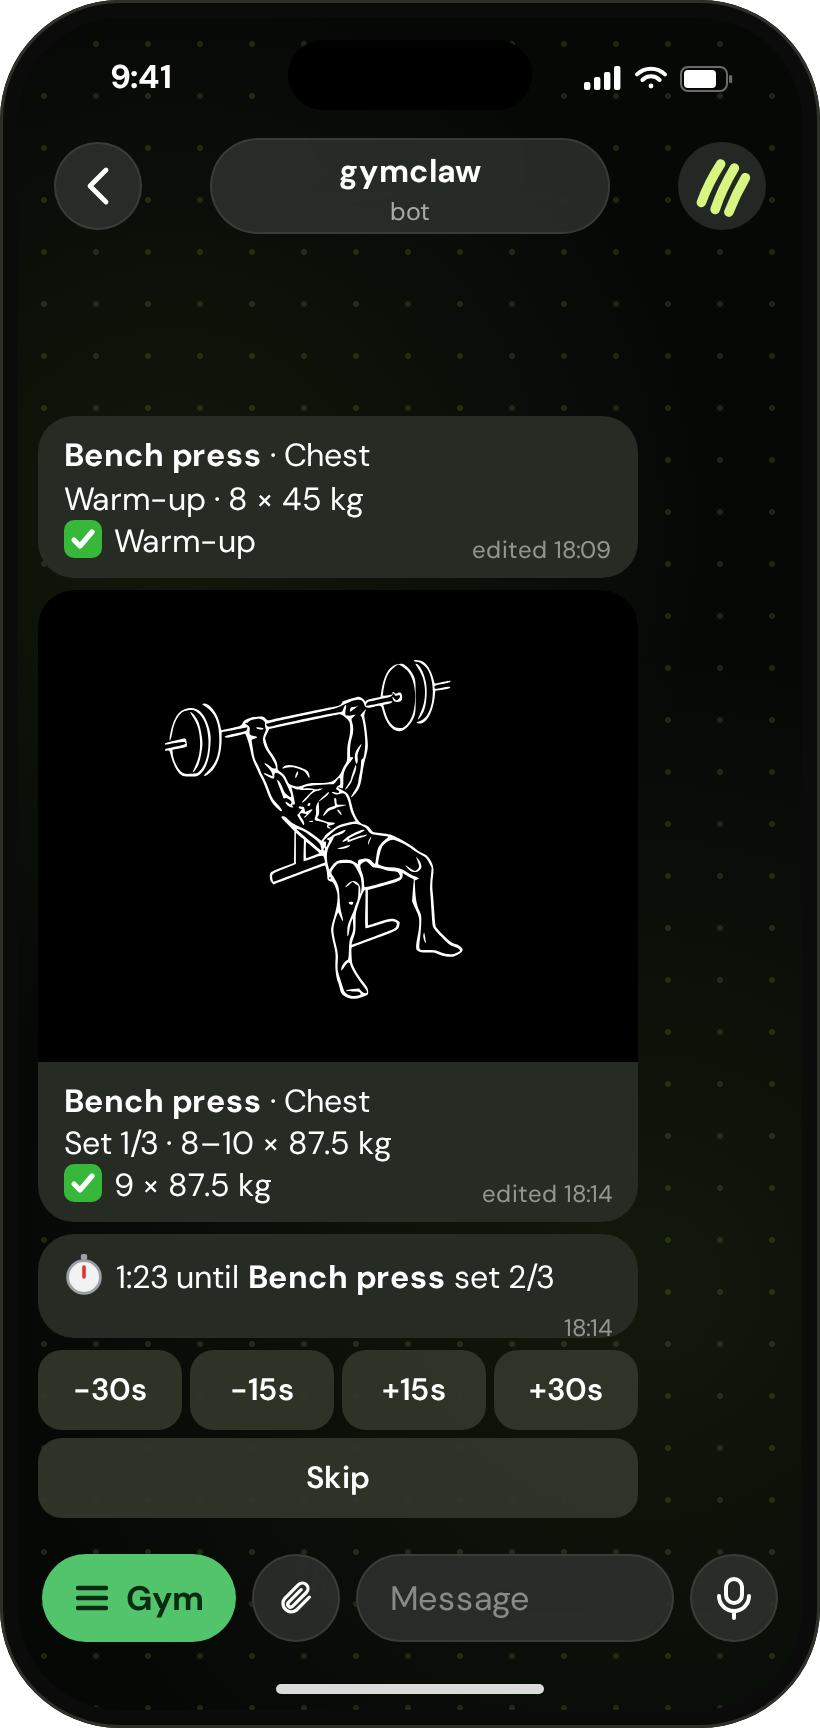 9:41
gymclaw
bot
Bench press · Chest
Warm-up · 8 × 45 kg
✅ Warm-up
edited 18:09
Bench press · Chest
Set 1/3 · 8–10 × 87.5 kg
✅ 9 × 87.5 kg
edited 18:14
⏱️ 1:23 until Bench press set 2/3
18:14
-30s -15s +15s +30s
Skip
Gym Message